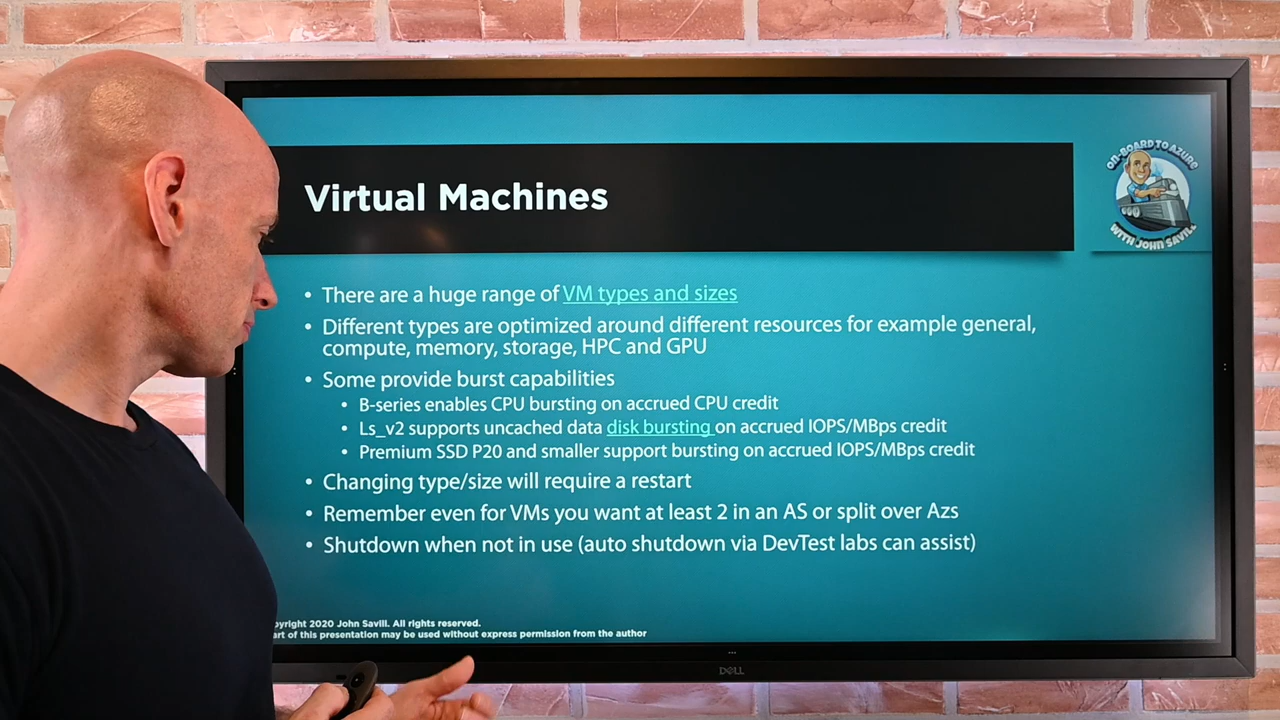 Virtual Machines
ON-BOARD TO AZURE
WITH JOHN SAVILL
• There are a huge range of VM types and sizes
• Different types are optimized around different resources for example general,
compute, memory, storage, HPC and GPU
• Some provide burst capabilities
• B-series enables CPU bursting on accrued CPU credit
• Ls_v2 supports uncached data disk bursting on accrued IOPS/MBps credit
• Premium SSD P20 and smaller support bursting on accrued IOPS/MBps credit
• Changing type/size will require a restart
• Remember even for VMs you want at least 2 in an AS or split over Azs
• Shutdown when not in use (auto shutdown via DevTest labs can assist)
pyright 2020 John Savill. All rights reserved.
art of this presentation may be used without express permission from the author
DELL